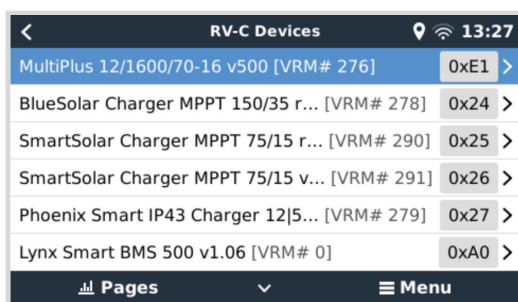 RV-C Devices 13:27
MultiPlus 12/1600/70-16 v500 [VRM# 276] 0xE1
BlueSolar Charger MPPT 150/35 r... [VRM# 278] 0x24
SmartSolar Charger MPPT 75/15 r... [VRM# 290] 0x25
SmartSolar Charger MPPT 75/15 v... [VRM# 291] 0x26
Phoenix Smart IP43 Charger 12|5... [VRM# 279] 0x27
Lynx Smart BMS 500 v1.06 [VRM# 0] 0xA0
Pages Menu